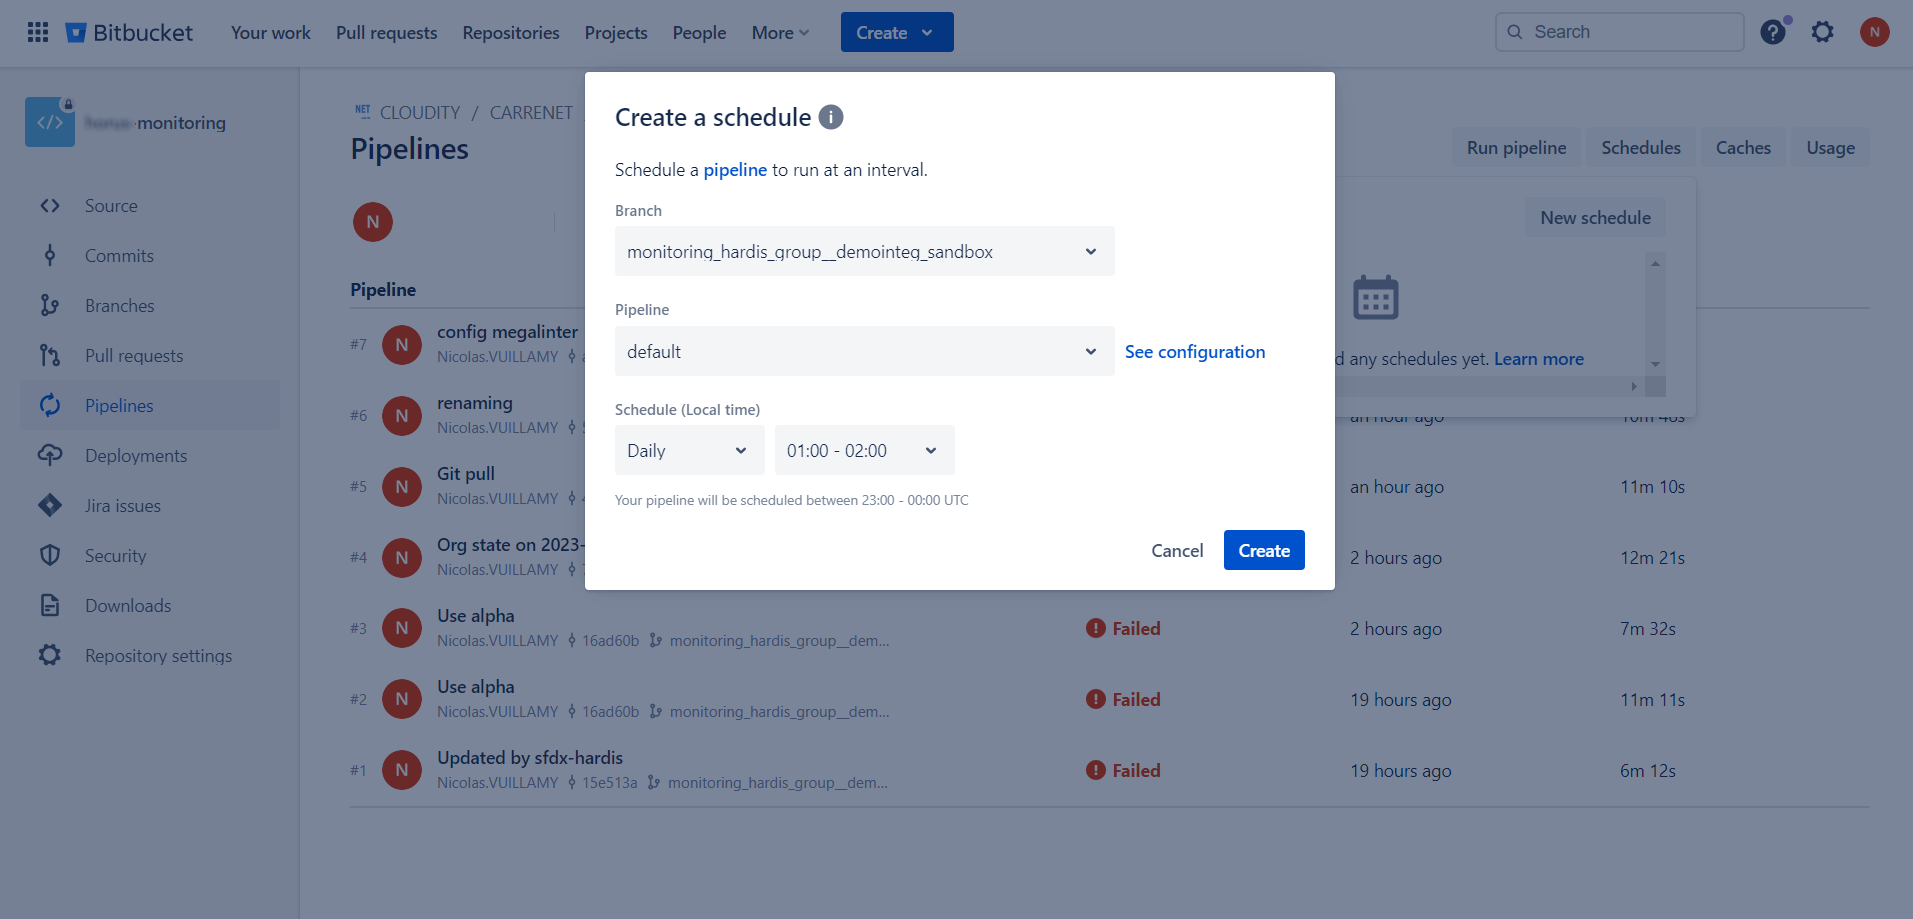 Bitbucket
Your work
Pull requests
Repositories
Projects
People
More
Create
Search
N
-monitoring
Source
Commits
Branches
Pull requests
Pipelines
Deployments
Jira issues
Security
Downloads
Repository settings
NET CLOUDITY / CARRENET
Pipelines
Run pipeline
Schedules
Caches
Usage
N
New schedule
any schedules yet. Learn more
Pipeline
#7 N config megalinter
Nicolas.VUILLAMY
#6 N renaming
Nicolas.VUILLAMY
an hour ago
#5 N Git pull
Nicolas.VUILLAMY
an hour ago 11m 10s
#4 N Org state on 2023-
Nicolas.VUILLAMY
2 hours ago 12m 21s
#3 N Use alpha
Nicolas.VUILLAMY 16ad60b monitoring_hardis_group__dem...
Failed 2 hours ago 7m 32s
#2 N Use alpha
Nicolas.VUILLAMY 16ad60b monitoring_hardis_group__dem...
Failed 19 hours ago 11m 11s
#1 N Updated by sfdx-hardis
Nicolas.VUILLAMY 15e513a monitoring_hardis_group__dem...
Failed 19 hours ago 6m 12s
Create a schedule
Schedule a pipeline to run at an interval.
Branch
monitoring_hardis_group__demointeg_sandbox
Pipeline
default
See configuration
Schedule (Local time)
Daily
01:00 - 02:00
Your pipeline will be scheduled between 23:00 - 00:00 UTC
Cancel
Create